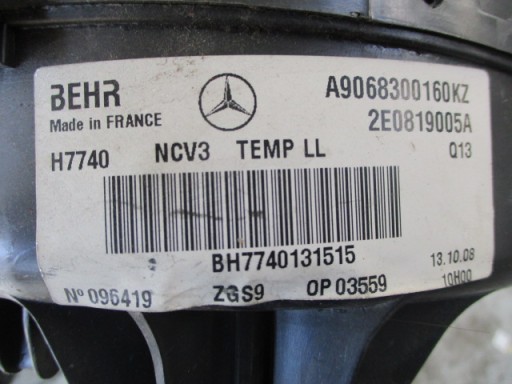 BEHR A9068300160KZ
Made in FRANCE 2E0819005A
H7740 NCV3 TEMP LL Q13
BH7740131515 13.10.08
Nº 096419 ZGS9 OP 03559 10H00